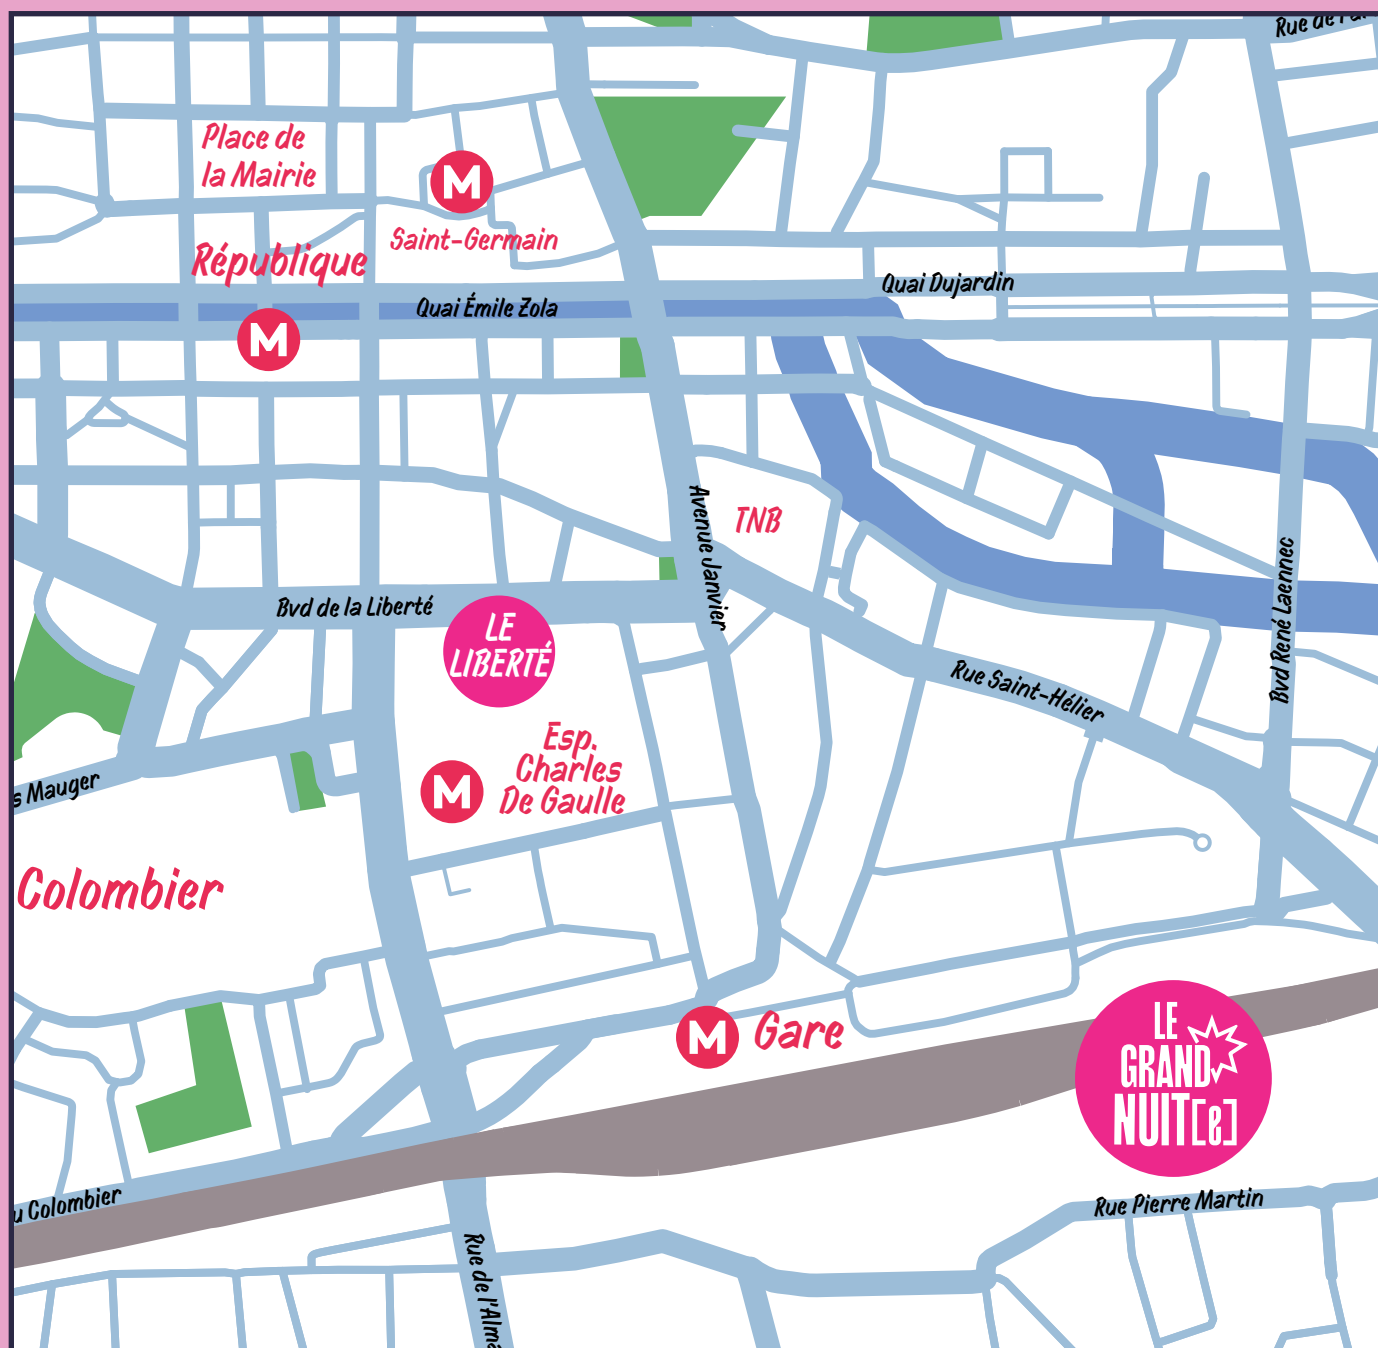 Rue de
Place de
la Mairie
M
Saint-Germain
République
Quai Dujardin
Quai Émile Zola
M
Avenue Janvier
TNB
Bvd René Laennec
Bvd de la Liberté
LE
LIBERTÉ
Rue Saint-Hélier
Esp.
Charles
De Gaulle
M
s Mauger
Colombier
M
Gare
LE
GRAND
NUIT[e]
u Colombier
Rue Pierre Martin
Rue de l'Alma